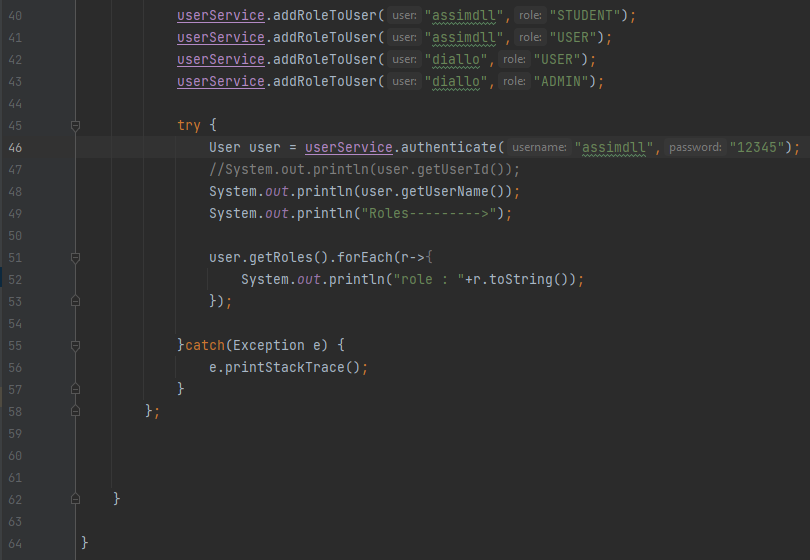 40 userService.addRoleToUser( user: "assimdll", role: "STUDENT");
41 userService.addRoleToUser( user: "assimdll", role: "USER");
42 userService.addRoleToUser( user: "diallo", role: "USER");
43 userService.addRoleToUser( user: "diallo", role: "ADMIN");
44
45 try {
46 User user = userService.authenticate( username: "assimdll", password: "12345");
47 //System.out.println(user.getUserId());
48 System.out.println(user.getUserName());
49 System.out.println("Roles--------->");
50
51 user.getRoles().forEach(r->{
52 System.out.println("role : "+r.toString());
53 });
54
55 }catch(Exception e) {
56 e.printStackTrace();
57 }
58 };
59
60
61
62 }
63
64 }